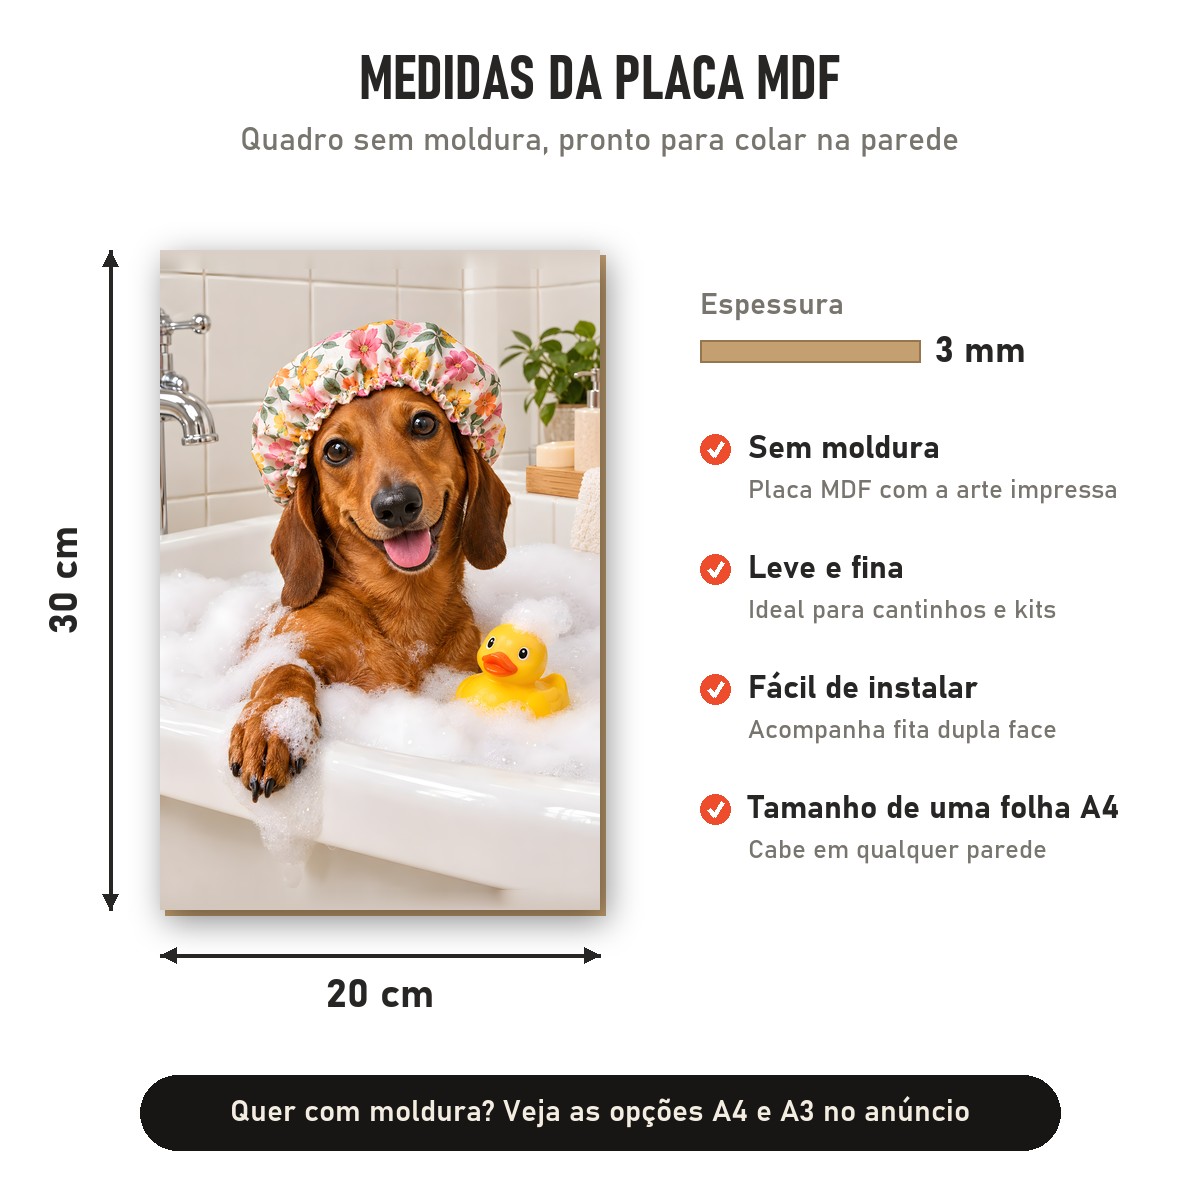 MEDIDAS DA PLACA MDF
Quadro sem moldura, pronto para colar na parede
Espessura
3 mm
Sem moldura
Placa MDF com a arte impressa
Leve e fina
Ideal para cantinhos e kits
Fácil de instalar
Acompanha fita dupla face
Tamanho de uma folha A4
Cabe em qualquer parede
30 cm
20 cm
Quer com moldura? Veja as opções A4 e A3 no anúncio